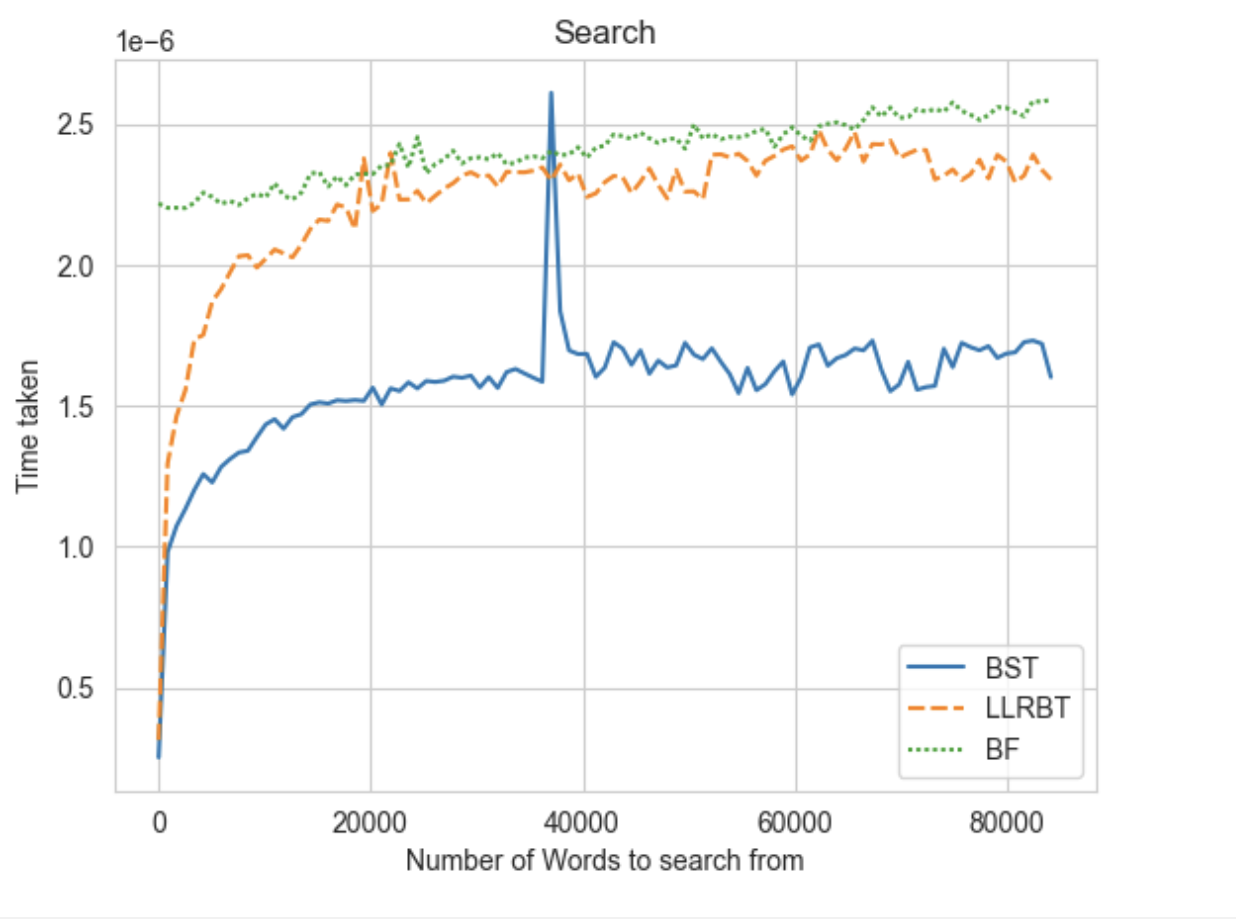 Search
1e−6
2.5
2.0
1.5
1.0
0.5
Time taken
BST
LLRBT
BF
0 20000 40000 60000 80000
Number of Words to search from